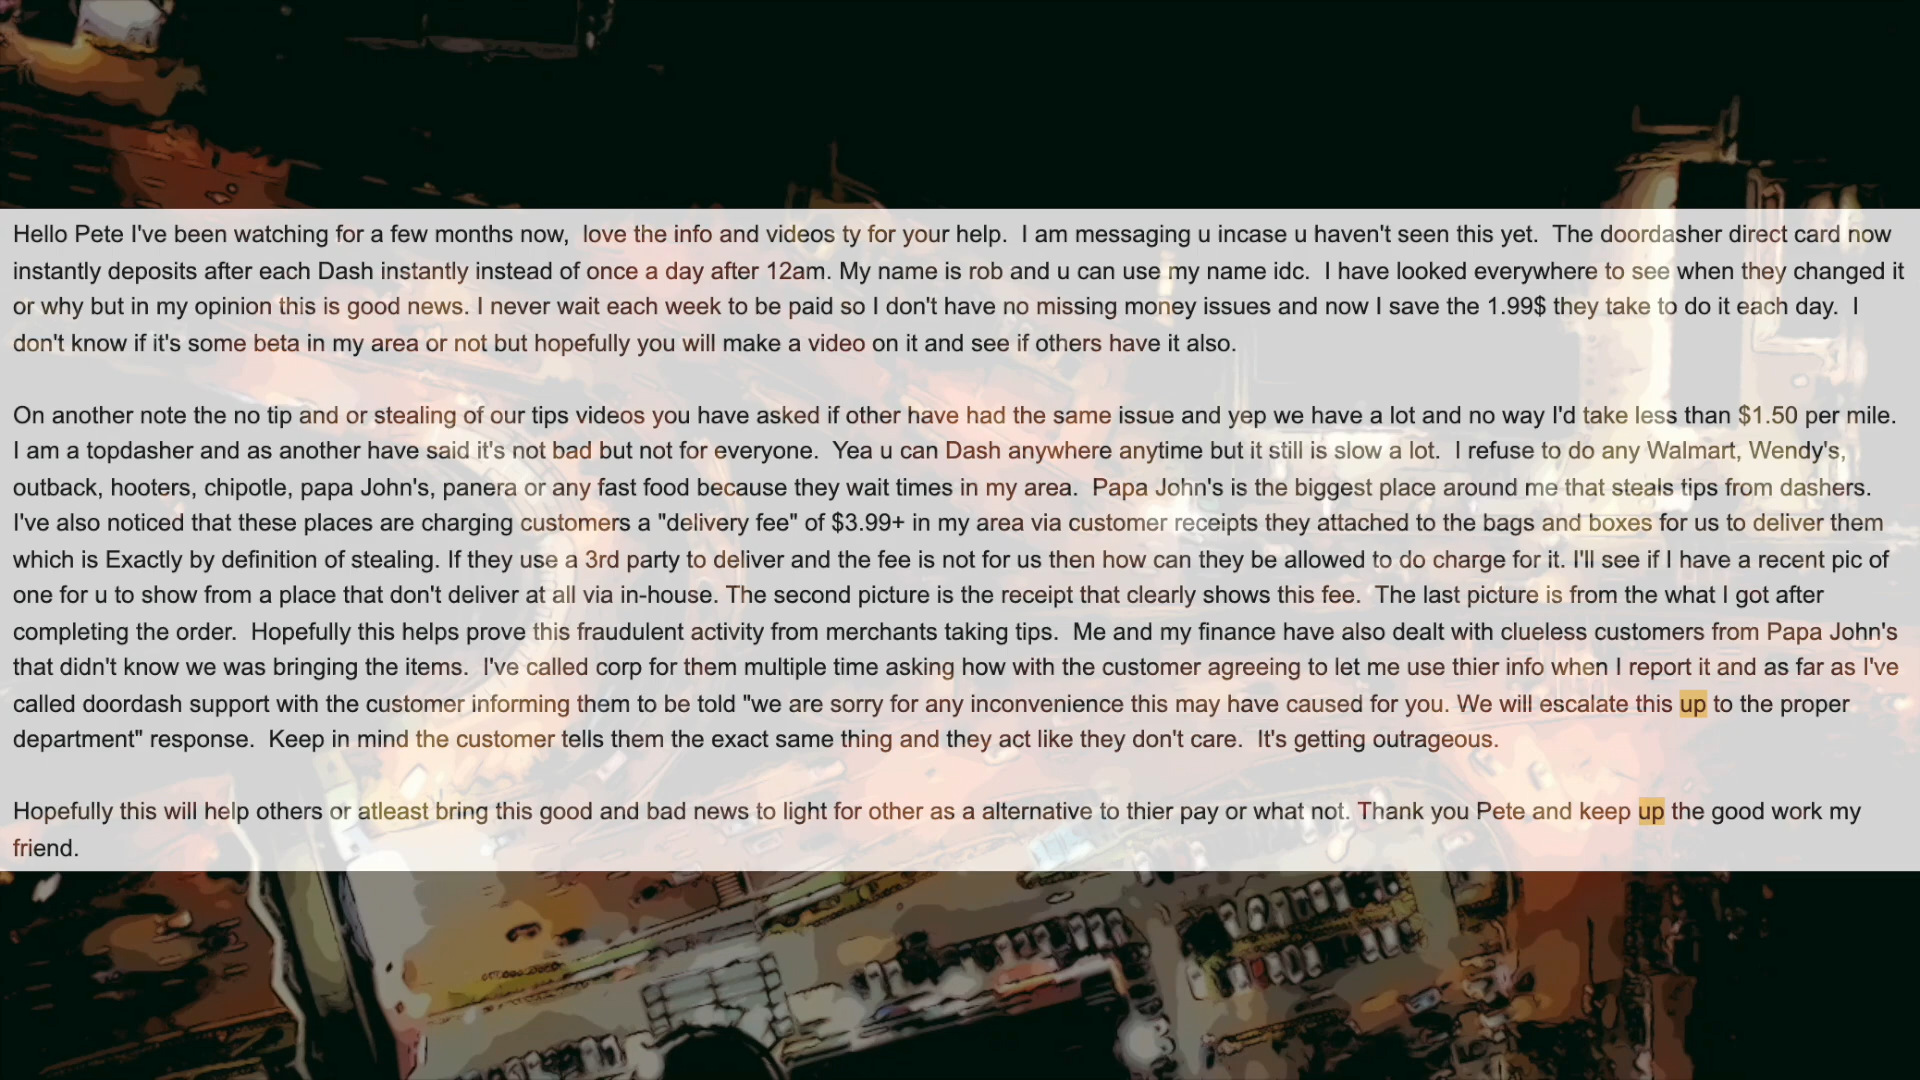 Hello Pete I've been watching for a few months now,  love the info and videos ty for your help.  I am messaging u incase u haven't seen this yet.  The doordasher direct card now
instantly deposits after each Dash instantly instead of once a day after 12am. My name is rob and u can use my name idc.  I have looked everywhere to see when they changed it
or why but in my opinion this is good news. I never wait each week to be paid so I don't have no missing money issues and now I save the 1.99$ they take to do it each day.  I
don't know if it's some beta in my area or not but hopefully you will make a video on it and see if others have it also.

On another note the no tip and or stealing of our tips videos you have asked if other have had the same issue and yep we have a lot and no way I'd take less than $1.50 per mile.
I am a topdasher and as another have said it's not bad but not for everyone.  Yea u can Dash anywhere anytime but it still is slow a lot.  I refuse to do any Walmart, Wendy's,
outback, hooters, chipotle, papa John's, panera or any fast food because they wait times in my area.  Papa John's is the biggest place around me that steals tips from dashers.
I've also noticed that these places are charging customers a "delivery fee" of $3.99+ in my area via customer receipts they attached to the bags and boxes for us to deliver them
which is Exactly by definition of stealing. If they use a 3rd party to deliver and the fee is not for us then how can they be allowed to do charge for it. I'll see if I have a recent pic of
one for u to show from a place that don't deliver at all via in-house. The second picture is the receipt that clearly shows this fee.  The last picture is from the what I got after
completing the order.  Hopefully this helps prove this fraudulent activity from merchants taking tips.  Me and my finance have also dealt with clueless customers from Papa John's
that didn't know we was bringing the items.  I've called corp for them multiple time asking how with the customer agreeing to let me use thier info when I report it and as far as I've
called doordash support with the customer informing them to be told "we are sorry for any inconvenience this may have caused for you. We will escalate this up to the proper
department" response.  Keep in mind the customer tells them the exact same thing and they act like they don't care.  It's getting outrageous.

Hopefully this will help others or atleast bring this good and bad news to light for other as a alternative to thier pay or what not. Thank you Pete and keep up the good work my
friend.